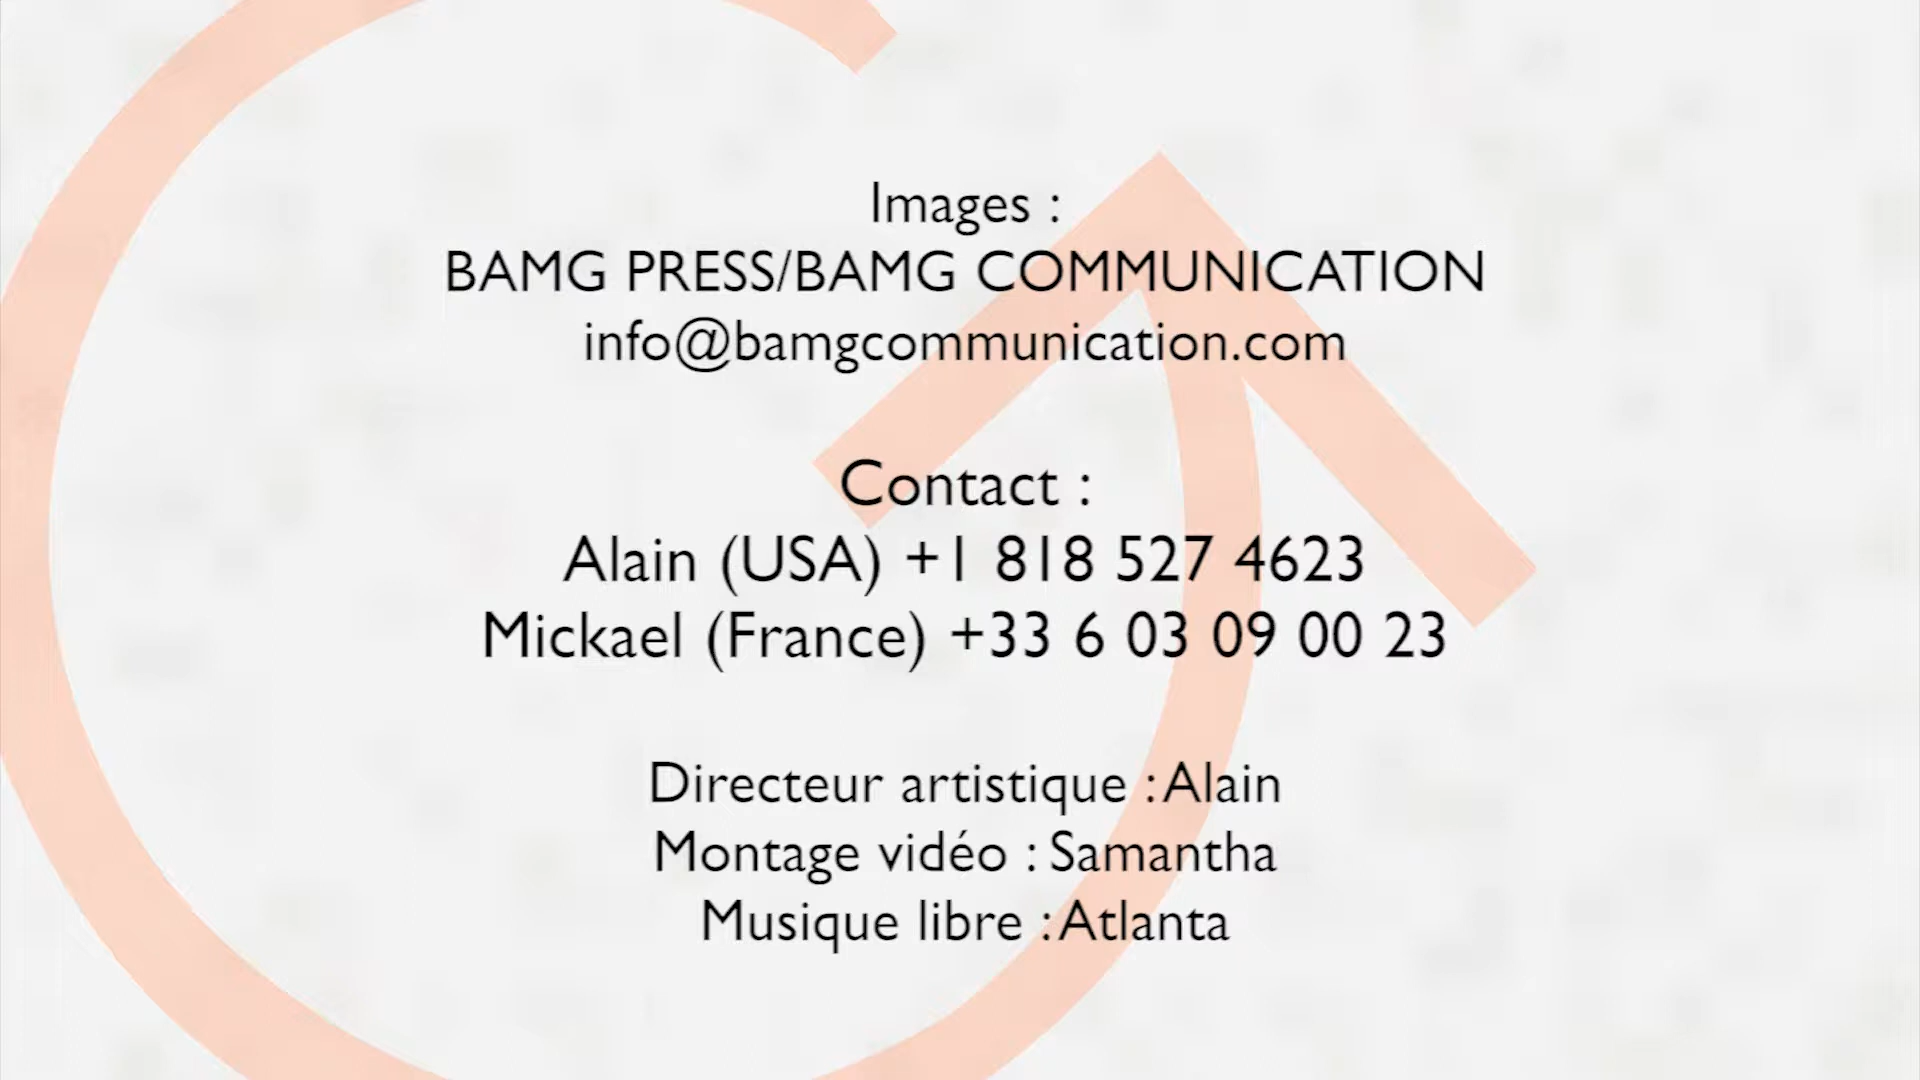 Images :
BAMG PRESS/BAMG COMMUNICATION
info@bamgcommunication.com
Contact :
Alain (USA) +1 818 527 4623
Mickael (France) +33 6 03 09 00 23
Directeur artistique : Alain
Montage vidéo : Samantha
Musique libre : Atlanta